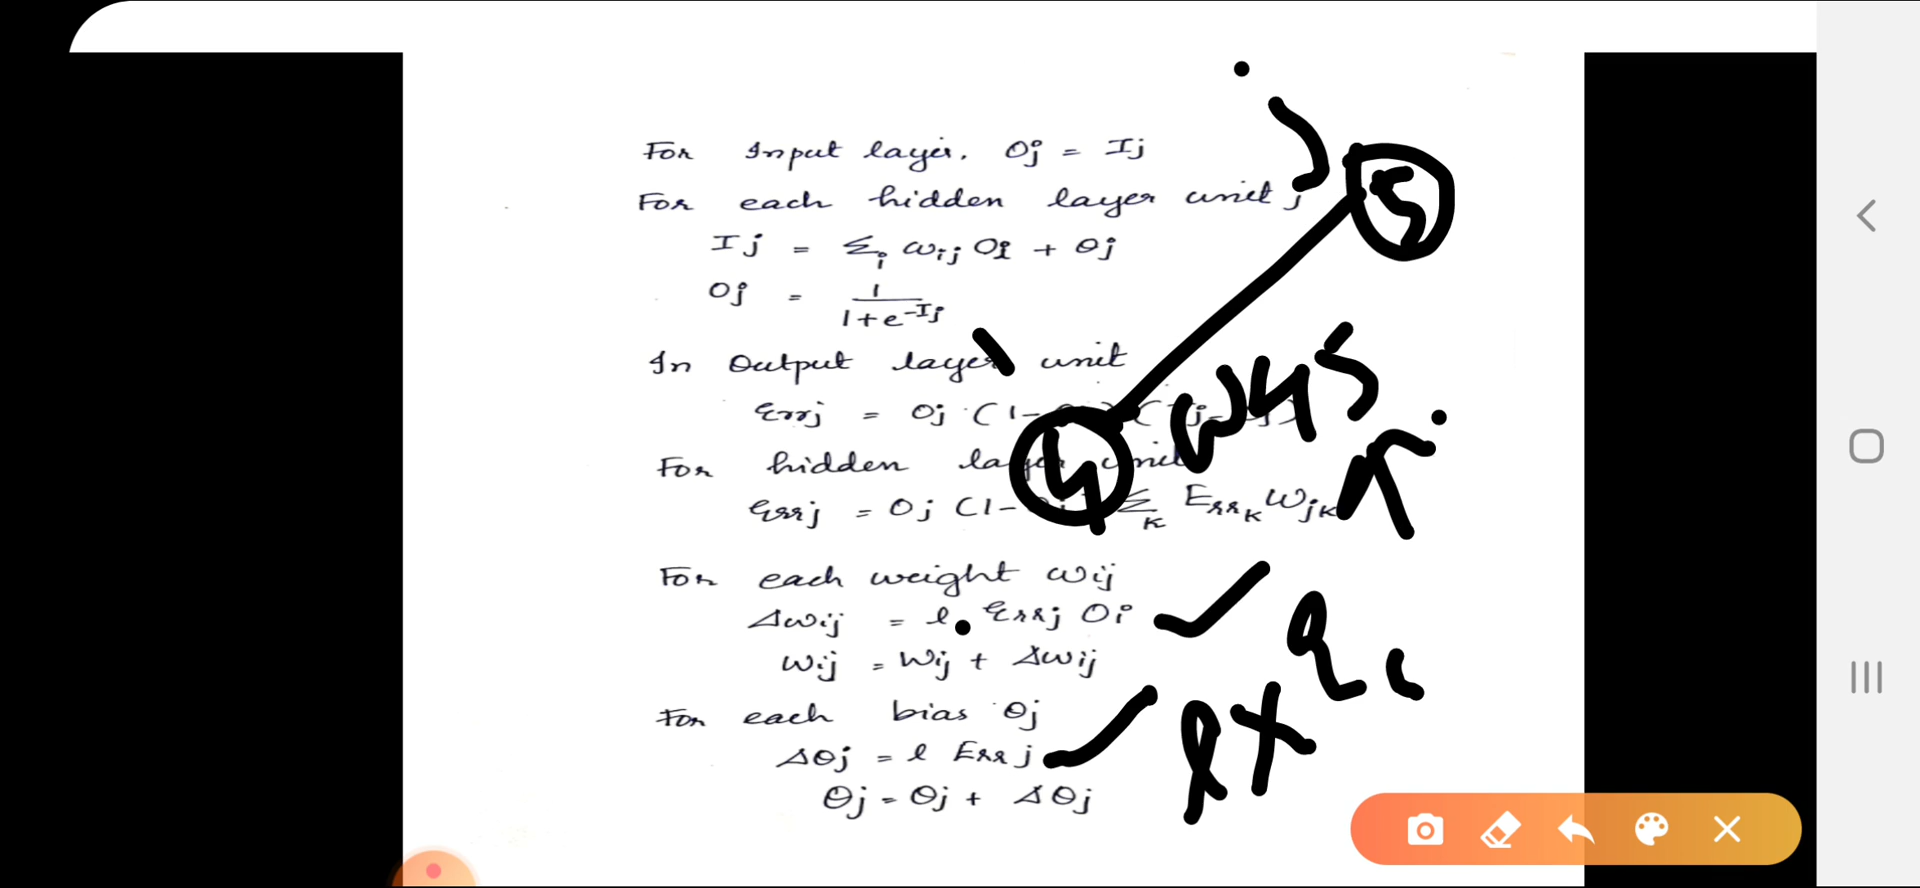 For Input layer. Oj = Ij
For each hidden layer unit j
Ij = Σi wij Oi + θj
Oj = 1 / 1+e^-Ij
In Output layer unit
Errj = Oj (1-
For hidden layer unit
Errj = Oj (1- Σk Errk wjk
For each weight wij
Δwij = l. Errj Oi
wij = wij + Δwij
For each bias θj
Δθj = l Errj
θj = θj + Δθj
5
4
w45